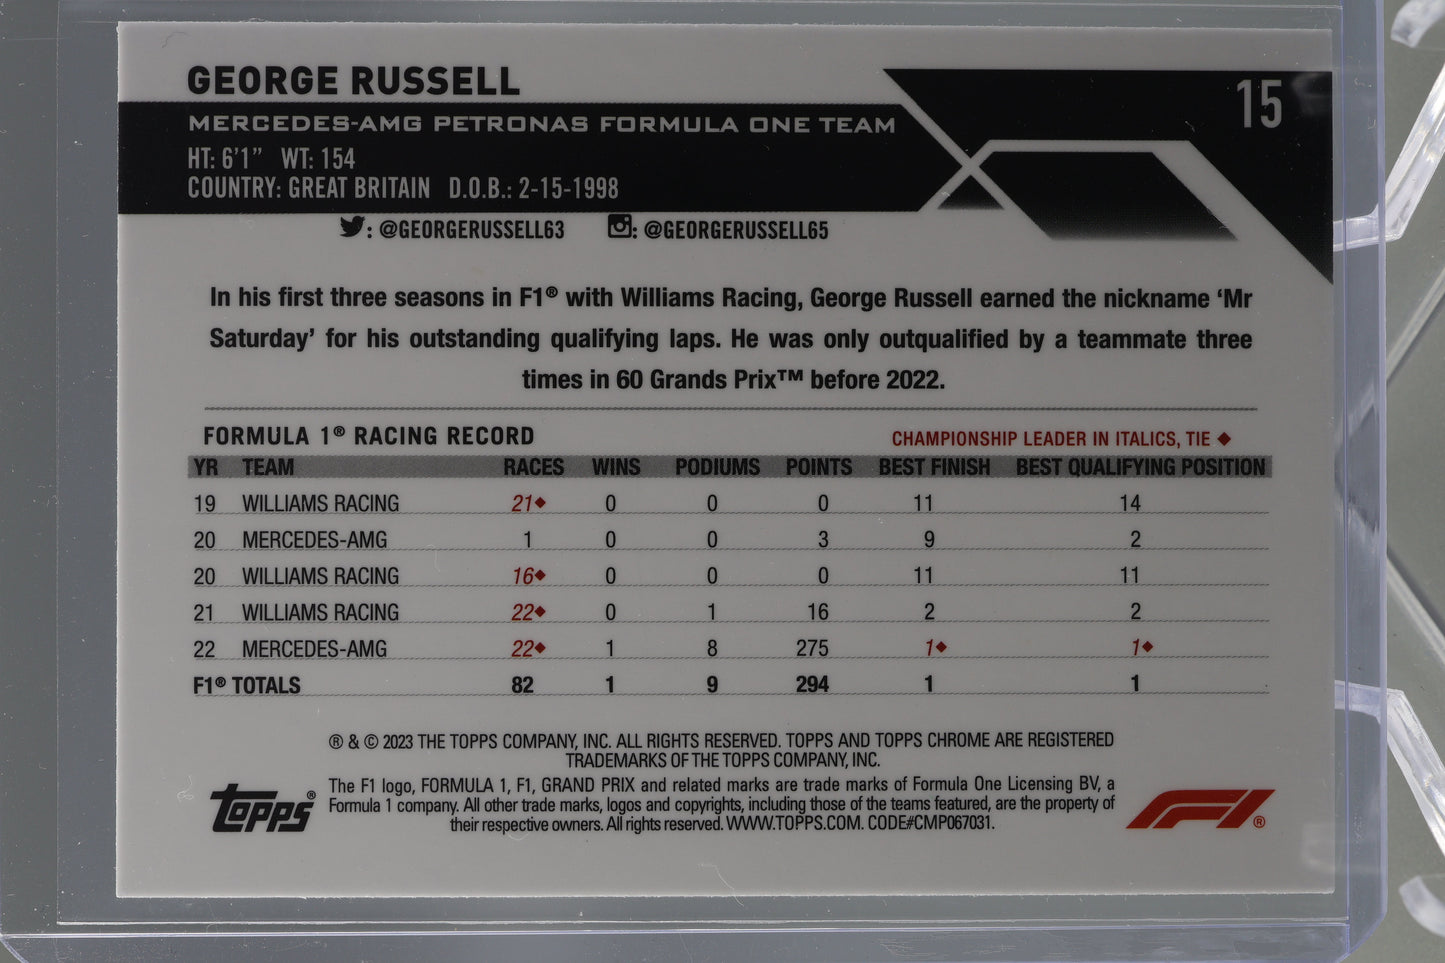 GEORGE RUSSELL
15
MERCEDES-AMG PETRONAS FORMULA ONE TEAM
HT: 6'1" WT: 154
COUNTRY: GREAT BRITAIN D.O.B.: 2-15-1998
: @GEORGERUSSELL63 : @GEORGERUSSELL65
In his first three seasons in F1® with Williams Racing, George Russell earned the nickname ‘Mr
Saturday’ for his outstanding qualifying laps. He was only outqualified by a teammate three
times in 60 Grands Prix™ before 2022.
FORMULA 1® RACING RECORD CHAMPIONSHIP LEADER IN ITALICS, TIE ◆
YR TEAM RACES WINS PODIUMS POINTS BEST FINISH BEST QUALIFYING POSITION
19 WILLIAMS RACING 21◆ 0 0 0 11 14
20 MERCEDES-AMG 1 0 0 3 9 2
20 WILLIAMS RACING 16◆ 0 0 0 11 11
21 WILLIAMS RACING 22◆ 0 1 16 2 2
22 MERCEDES-AMG 22◆ 1 8 275 1◆ 1◆
F1® TOTALS 82 1 9 294 1 1
® & © 2023 THE TOPPS COMPANY, INC. ALL RIGHTS RESERVED. TOPPS AND TOPPS CHROME ARE REGISTERED
TRADEMARKS OF THE TOPPS COMPANY, INC.
The F1 logo, FORMULA 1, F1, GRAND PRIX and related marks are trade marks of Formula One Licensing BV, a
Formula 1 company. All other trade marks, logos and copyrights, including those of the teams featured, are the property of
their respective owners. All rights reserved. WWW.TOPPS.COM. CODE#CMP067031.
TOPPS®
F1®